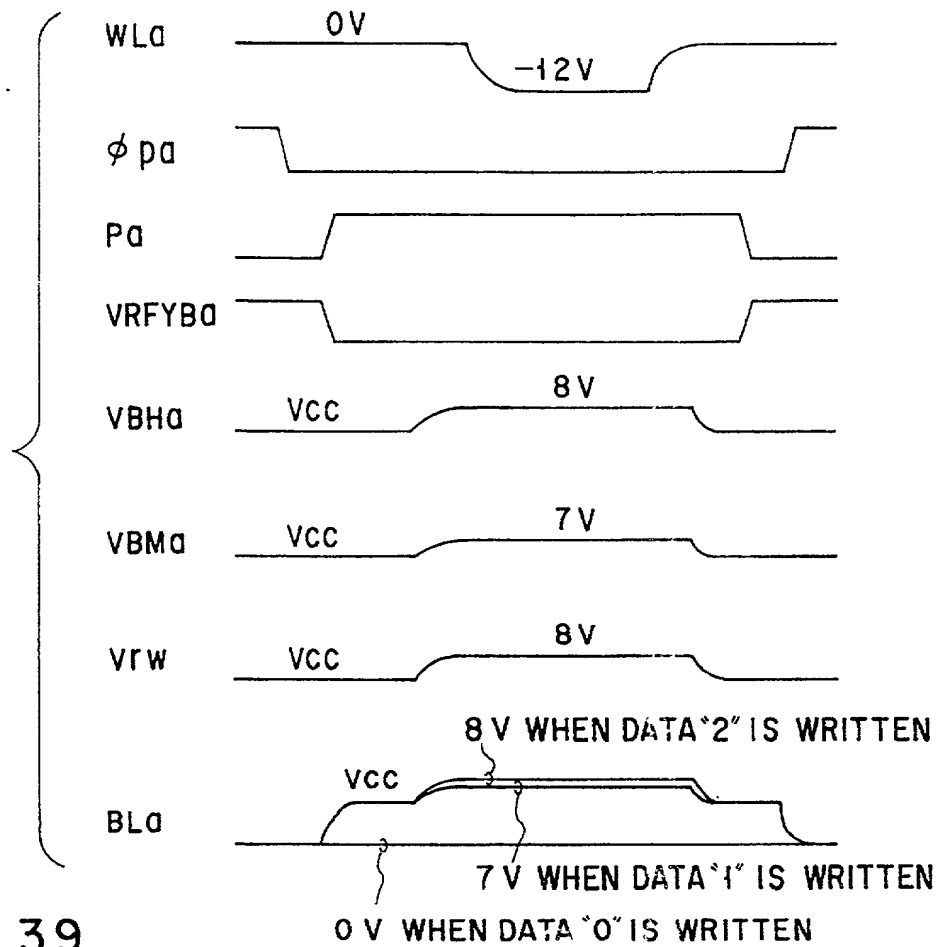 WLa 0V -12V
φpa
Pa
VRFYBa
VBHa VCC 8V
VBMa VCC 7V
Vrw VCC 8V
8V WHEN DATA "2" IS WRITTEN
BLa VCC
7V WHEN DATA "1" IS WRITTEN
0V WHEN DATA "0" IS WRITTEN
39